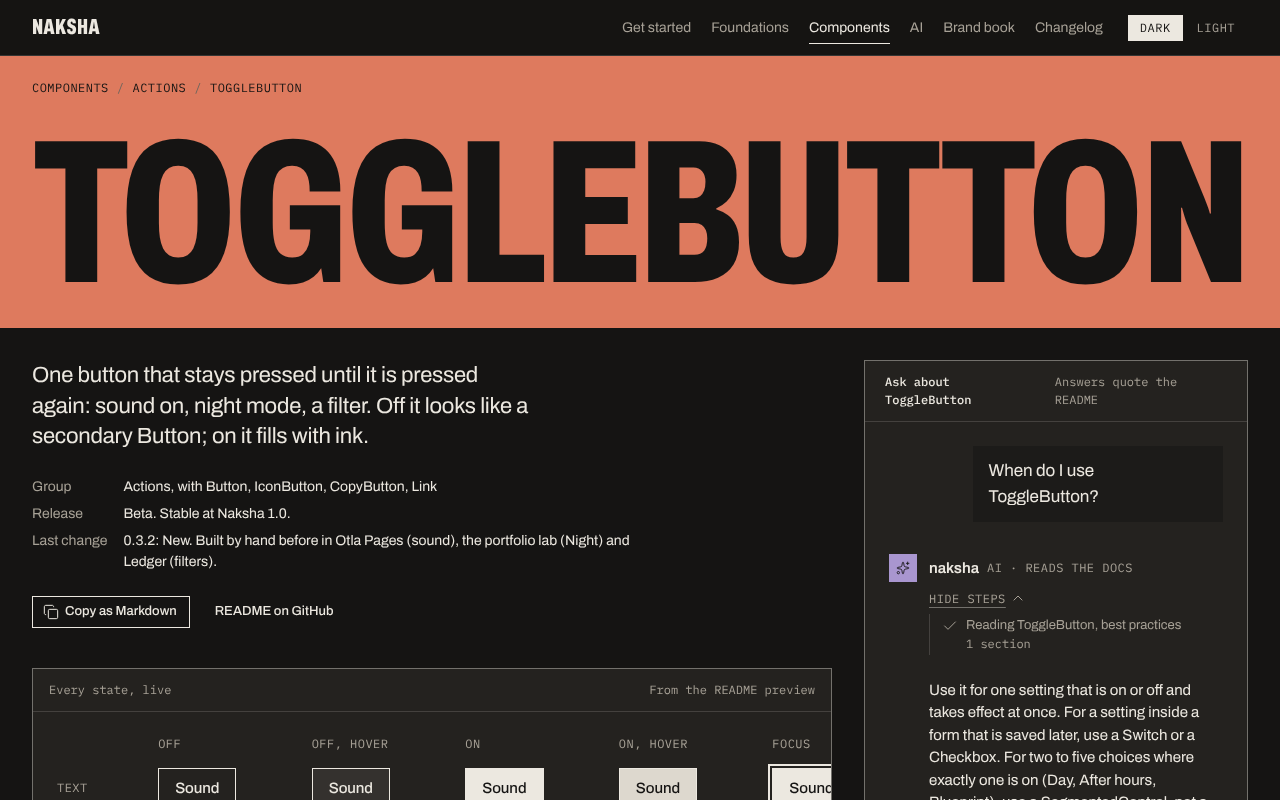 NAKSHA
Get started
Foundations
Components
AI
Brand book
Changelog
DARK
LIGHT
COMPONENTS / ACTIONS / TOGGLEBUTTON
TOGGLEBUTTON
One button that stays pressed until it is pressed
again: sound on, night mode, a filter. Off it looks like a
secondary Button; on it fills with ink.
Group Actions, with Button, IconButton, CopyButton, Link
Release Beta. Stable at Naksha 1.0.
Last change 0.3.2: New. Built by hand before in Otla Pages (sound), the portfolio lab (Night) and
Ledger (filters).
Copy as Markdown
README on GitHub
Every state, live
From the README preview
OFF
OFF, HOVER
ON
ON, HOVER
FOCUS
TEXT
Sound
Sound
Sound
Sound
Sound
Ask about
ToggleButton
Answers quote the
README
When do I use
ToggleButton?
naksha AI · READS THE DOCS
HIDE STEPS
Reading ToggleButton, best practices
1 section
Use it for one setting that is on or off and
takes effect at once. For a setting inside a
form that is saved later, use a Switch or a
Checkbox. For two to five choices where
exactly one is on (Day, After hours,
Blueprint), use a SegmentedControl, not a